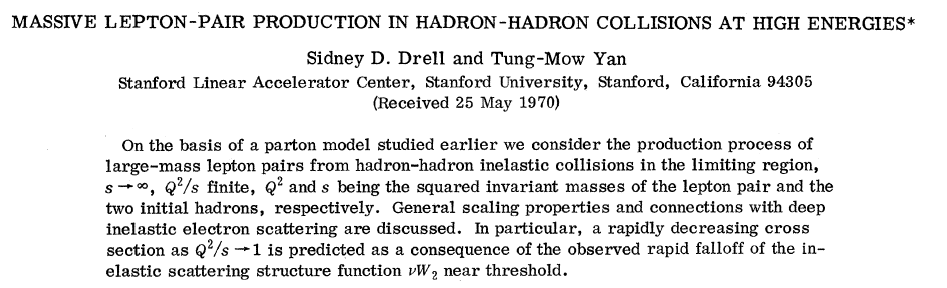 MASSIVE LEPTON-PAIR PRODUCTION IN HADRON-HADRON COLLISIONS AT HIGH ENERGIES*
Sidney D. Drell and Tung-Mow Yan
Stanford Linear Accelerator Center, Stanford University, Stanford, California 94305
(Received 25 May 1970)
On the basis of a parton model studied earlier we consider the production process of
large-mass lepton pairs from hadron-hadron inelastic collisions in the limiting region,
s → ∞, Q²/s finite, Q² and s being the squared invariant masses of the lepton pair and the
two initial hadrons, respectively. General scaling properties and connections with deep
inelastic electron scattering are discussed. In particular, a rapidly decreasing cross
section as Q²/s → 1 is predicted as a consequence of the observed rapid falloff of the in-
elastic scattering structure function νW₂ near threshold.